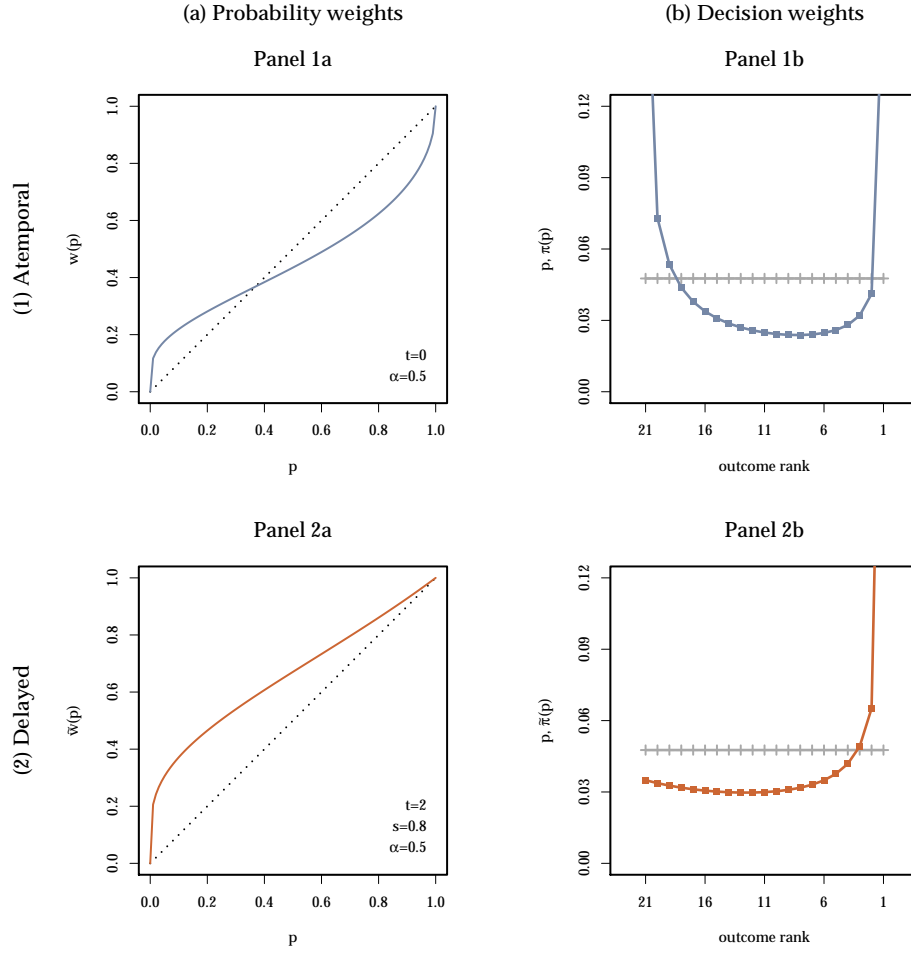 (a) Probability weights
(b) Decision weights
(1) Atemporal
Panel 1a
1.0
0.8
0.6
0.4
0.2
0.0
w(p)
t=0
α=0.5
0.0 0.2 0.4 0.6 0.8 1.0
p
Panel 1b
0.12
0.09
0.06
0.03
0.00
p, π(p)
21 16 11 6 1
outcome rank
(2) Delayed
Panel 2a
1.0
0.8
0.6
0.4
0.2
0.0
w̃(p)
t=2
s=0.8
α=0.5
0.0 0.2 0.4 0.6 0.8 1.0
p
Panel 2b
0.12
0.09
0.06
0.03
0.00
p, π̃(p)
21 16 11 6 1
outcome rank